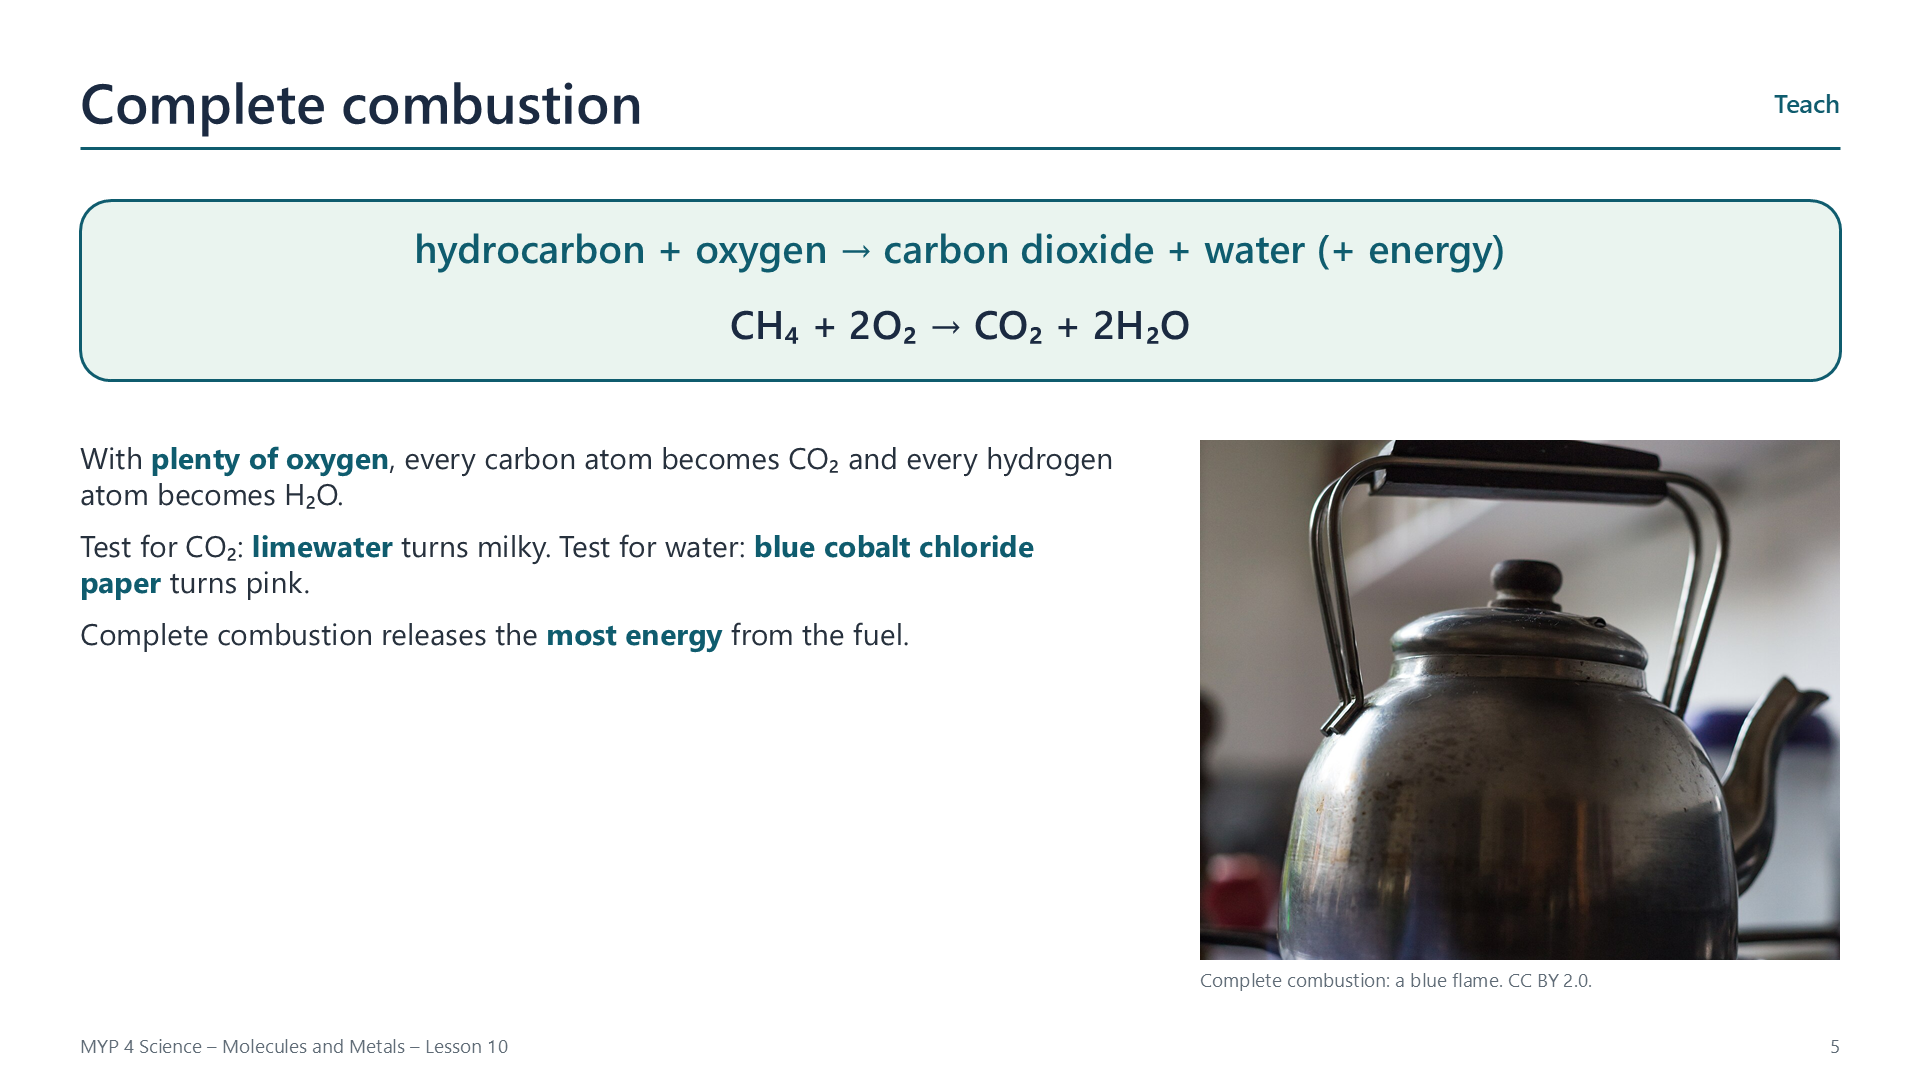 Complete combustion
Teach
hydrocarbon + oxygen → carbon dioxide + water (+ energy)
CH₄ + 2O₂ → CO₂ + 2H₂O
With plenty of oxygen, every carbon atom becomes CO₂ and every hydrogen
atom becomes H₂O.
Test for CO₂: limewater turns milky. Test for water: blue cobalt chloride
paper turns pink.
Complete combustion releases the most energy from the fuel.
Complete combustion: a blue flame. CC BY 2.0.
MYP 4 Science – Molecules and Metals – Lesson 10
5